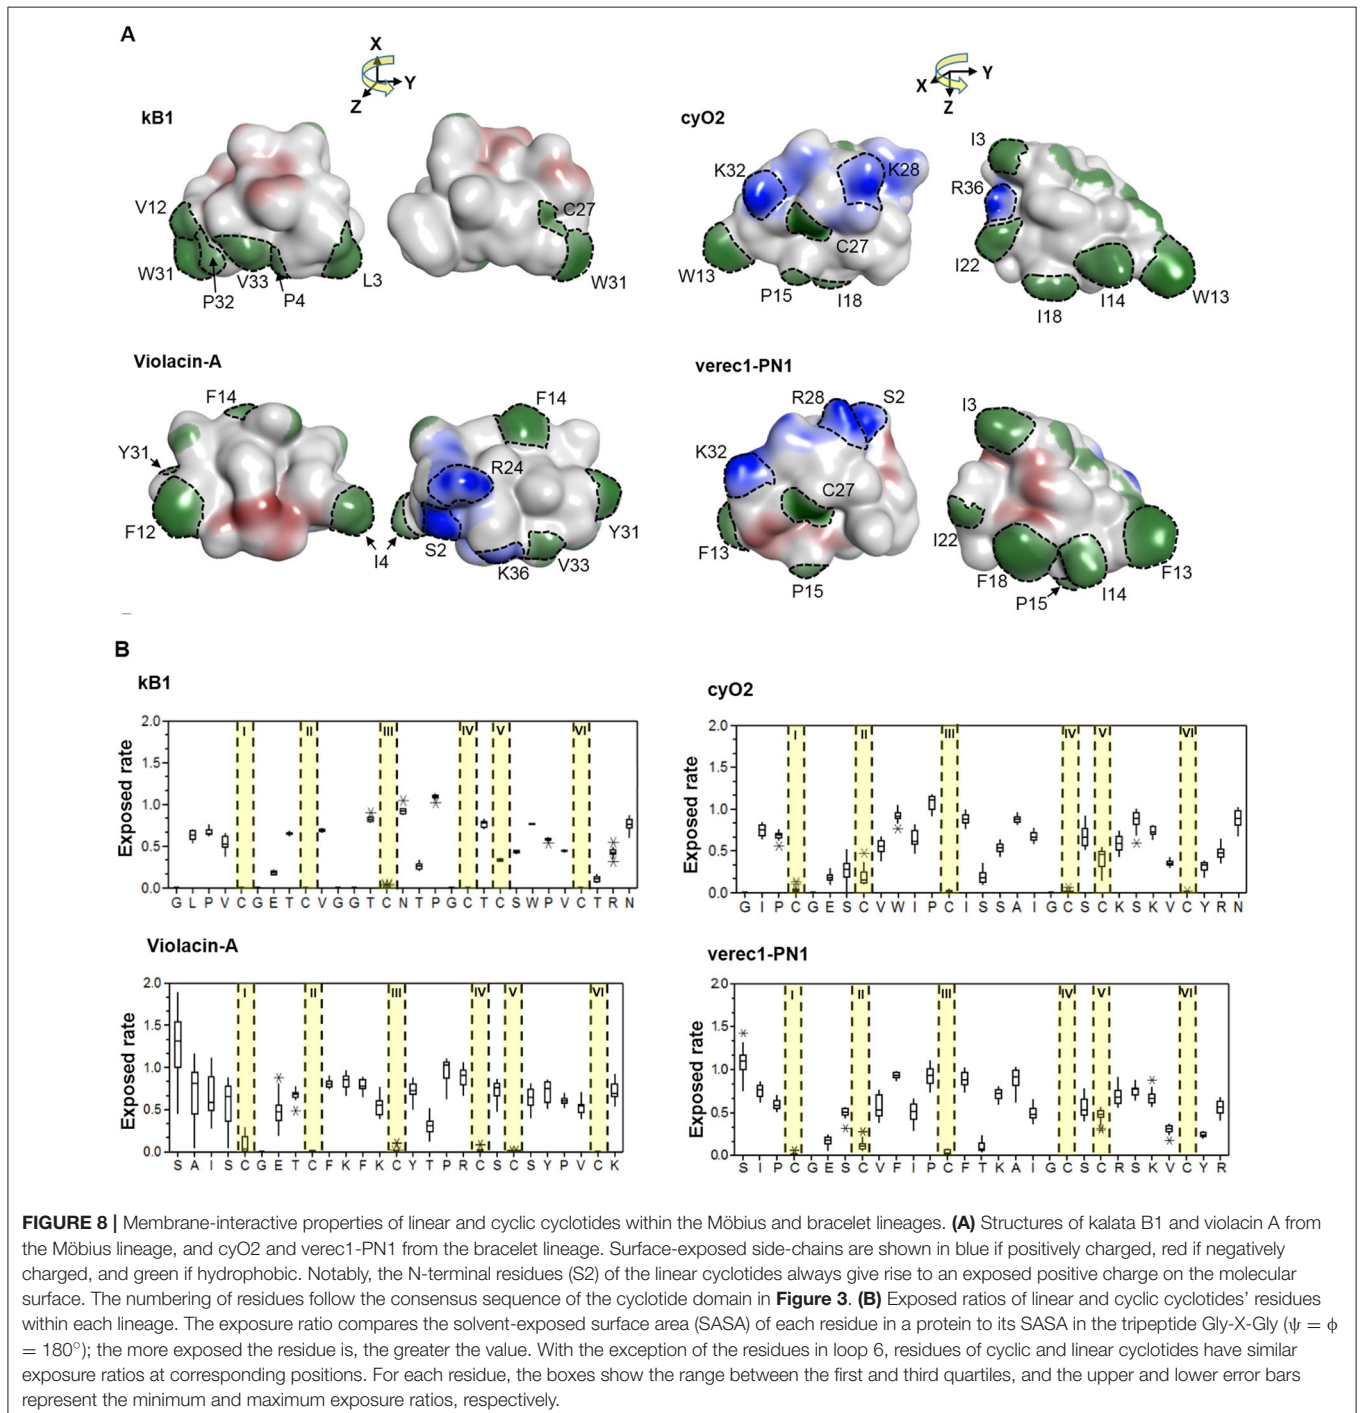 A
X
Y
Z
kB1
V12
W31
P32
V33
P4
L3
C27
W31
X
Y
Z
cyO2
K32
K28
W13
P15
I18
C27
I3
R36
I22
I18
I14
W13
Violacin-A
F14
Y31
F12
I4
F14
R24
S2
K36
V33
Y31
verec1-PN1
R28
S2
K32
C27
F13
P15
I3
I22
F18
P15
I14
F13
B
kB1
Exposed rate
2.0
1.5
1.0
0.5
0.0
I II III IV V VI
G L P V C G E T C V G G T C N T P G C T C S W P V C T R N
cyO2
Exposed rate
2.0
1.5
1.0
0.5
0.0
I II III IV V VI
G I P C G E S C V W I P C I S S A I G C S C K S K V C Y R N
Violacin-A
Exposed rate
2.0
1.5
1.0
0.5
0.0
I II III IV V VI
S A I S C G E T C F K F K C Y T P R C S C S Y P V C K
verec1-PN1
Exposed rate
2.0
1.5
1.0
0.5
0.0
I II III IV V VI
S I P C G E S C V F I P C F T K A I G C S C R S K V C Y R
FIGURE 8 | Membrane-interactive properties of linear and cyclic cyclotides within the Möbius and bracelet lineages. (A) Structures of kalata B1 and violacin A from
the Möbius lineage, and cyO2 and verec1-PN1 from the bracelet lineage. Surface-exposed side-chains are shown in blue if positively charged, red if negatively
charged, and green if hydrophobic. Notably, the N-terminal residues (S2) of the linear cyclotides always give rise to an exposed positive charge on the molecular
surface. The numbering of residues follow the consensus sequence of the cyclotide domain in Figure 3. (B) Exposed ratios of linear and cyclic cyclotides' residues
within each lineage. The exposure ratio compares the solvent-exposed surface area (SASA) of each residue in a protein to its SASA in the tripeptide Gly-X-Gly (ψ = ϕ
= 180°); the more exposed the residue is, the greater the value. With the exception of the residues in loop 6, residues of cyclic and linear cyclotides have similar
exposure ratios at corresponding positions. For each residue, the boxes show the range between the first and third quartiles, and the upper and lower error bars
represent the minimum and maximum exposure ratios, respectively.